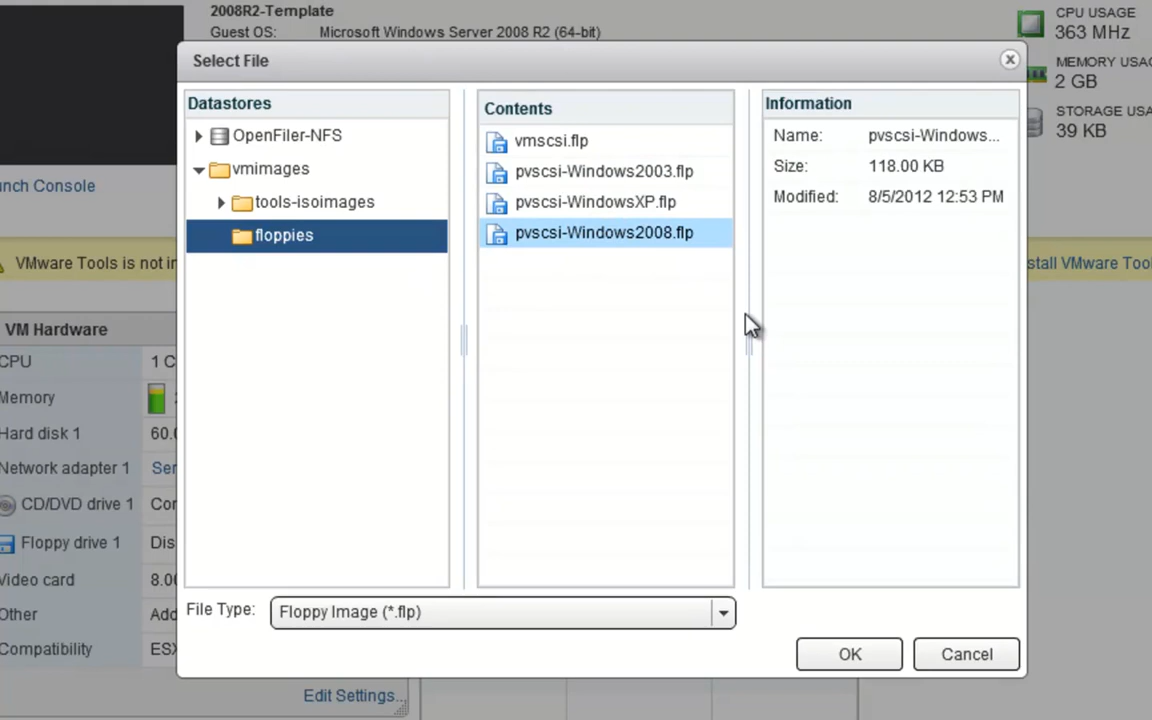 2008R2-Template
Guest OS: Microsoft Windows Server 2008 R2 (64-bit)
CPU USAGE
363 MHz
MEMORY USA
2 GB
STORAGE USA
39 KB
Select File
Datastores
OpenFiler-NFS
vmimages
tools-isoimages
floppies
Contents
vmscsi.flp
pvscsi-Windows2003.flp
pvscsi-WindowsXP.flp
pvscsi-Windows2008.flp
Information
Name: pvscsi-Windows...
Size: 118.00 KB
Modified: 8/5/2012 12:53 PM
File Type: Floppy Image (*.flp)
OK
Cancel
unch Console
VMware Tools is not in
stall VMware Tool
VM Hardware
CPU 1 C
Memory
Hard disk 1 60.
Network adapter 1 Ser
CD/DVD drive 1 Cor
Floppy drive 1 Dis
Video card 8.0
Other Add
Compatibility ESX
Edit Settings...